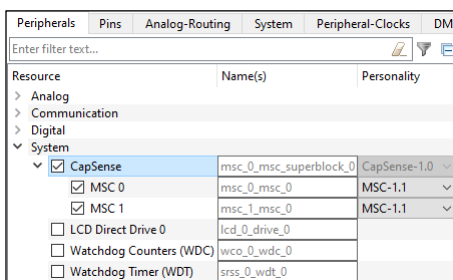 Peripherals Pins Analog-Routing System Peripheral-Clocks DM
Enter filter text...
Resource Name(s) Personality
Analog
Communication
Digital
System
CapSense msc_0_msc_superblock_0 CapSense-1.0
MSC 0 msc_0_msc_0 MSC-1.1
MSC 1 msc_1_msc_0 MSC-1.1
LCD Direct Drive 0 lcd_0_drive_0
Watchdog Counters (WDC) wco_0_wdc_0
Watchdog Timer (WDT) srss_0_wdt_0